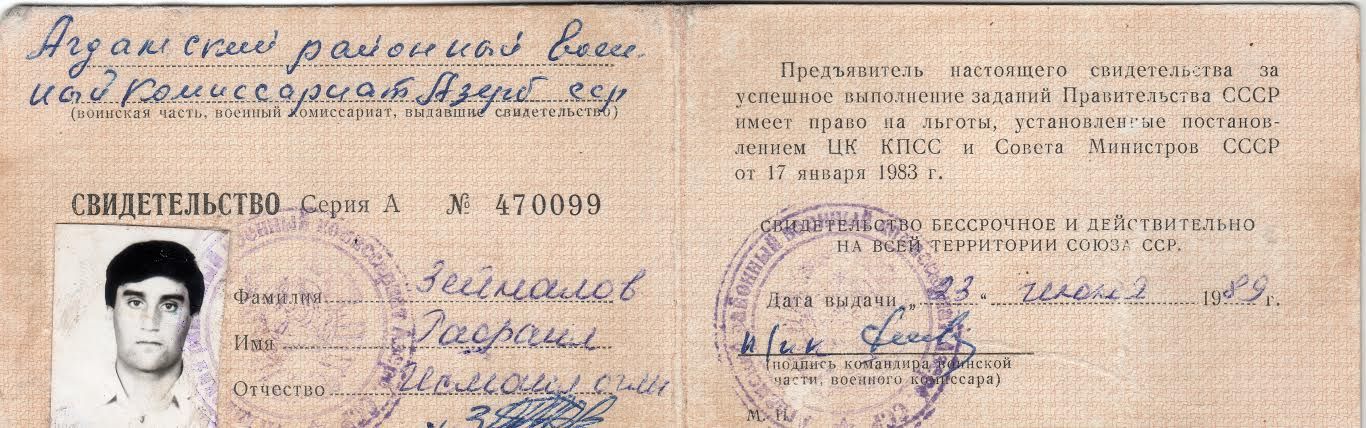 Агдамский районный воен-
ный Комиссариат Азерб сср
(воинская часть, военный комиссариат, выдавшие свидетельство)
СВИДЕТЕЛЬСТВО Серия А № 470099
Фамилия Зейналов
Имя Рафаил
Отчество Исмаил оглы
Предъявитель настоящего свидетельства за
успешное выполнение заданий Правительства СССР
имеет право на льготы, установленные постанов-
лением ЦК КПСС и Совета Министров СССР
от 17 января 1983 г.
СВИДЕТЕЛЬСТВО БЕССРОЧНОЕ И ДЕЙСТВИТЕЛЬНО
НА ВСЕЙ ТЕРРИТОРИИ СОЮЗА ССР.
Дата выдачи „23" 1989 г.
(подпись командира воинской
части, военного комиссара)
М. П.